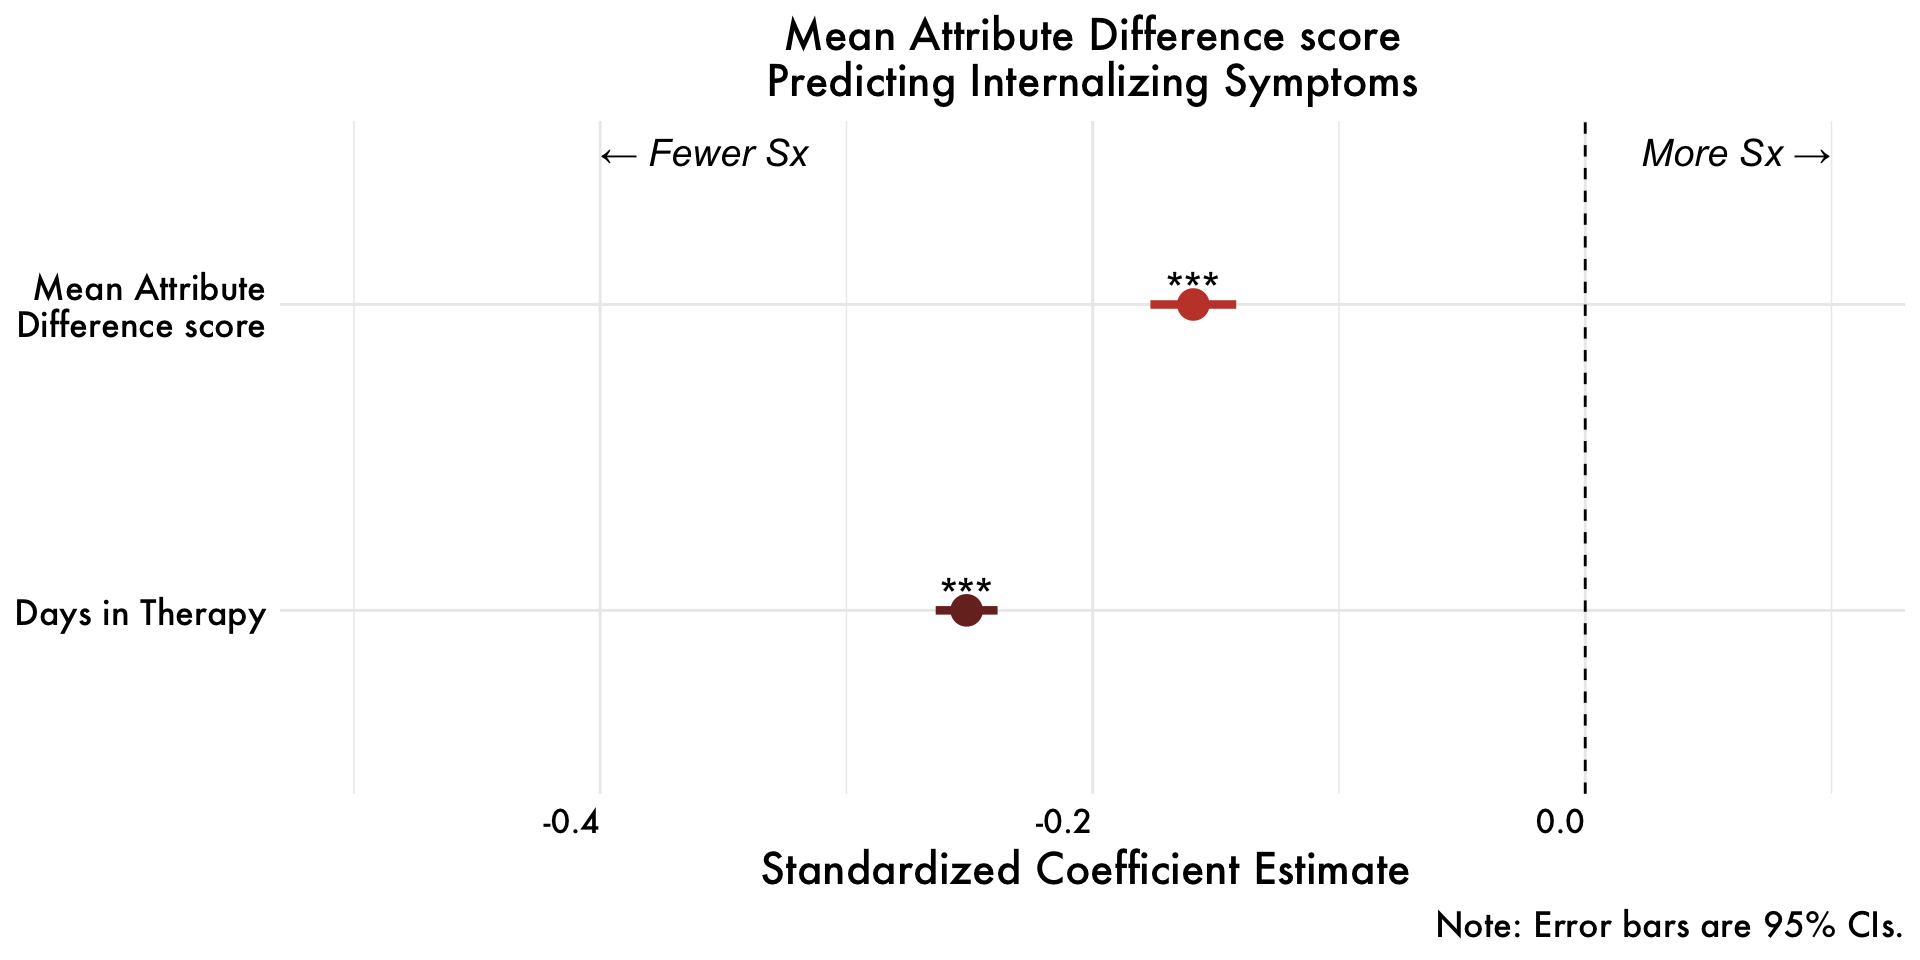 Mean Attribute Difference score
Predicting Internalizing Symptoms
← Fewer Sx
More Sx →
***
Mean Attribute
Difference score
***
Days in Therapy
-0.4
-0.2
0.0
Standardized Coefficient Estimate
Note: Error bars are 95% CIs.